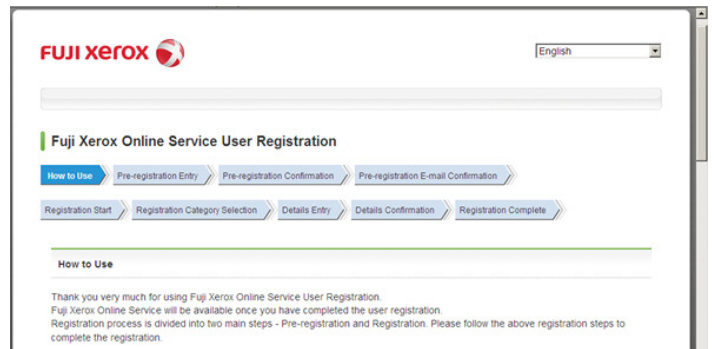 FUJI xerox
English
Fuji Xerox Online Service User Registration
How to Use
Pre-registration Entry
Pre-registration Confirmation
Pre-registration E-mail Confirmation
Registration Start
Registration Category Selection
Details Entry
Details Confirmation
Registration Complete
How to Use
Thank you very much for using Fuji Xerox Online Service User Registration.
Fuji Xerox Online Service will be available once you have completed the user registration.
Registration process is divided into two main steps - Pre-registration and Registration. Please follow the above registration steps to
complete the registration.